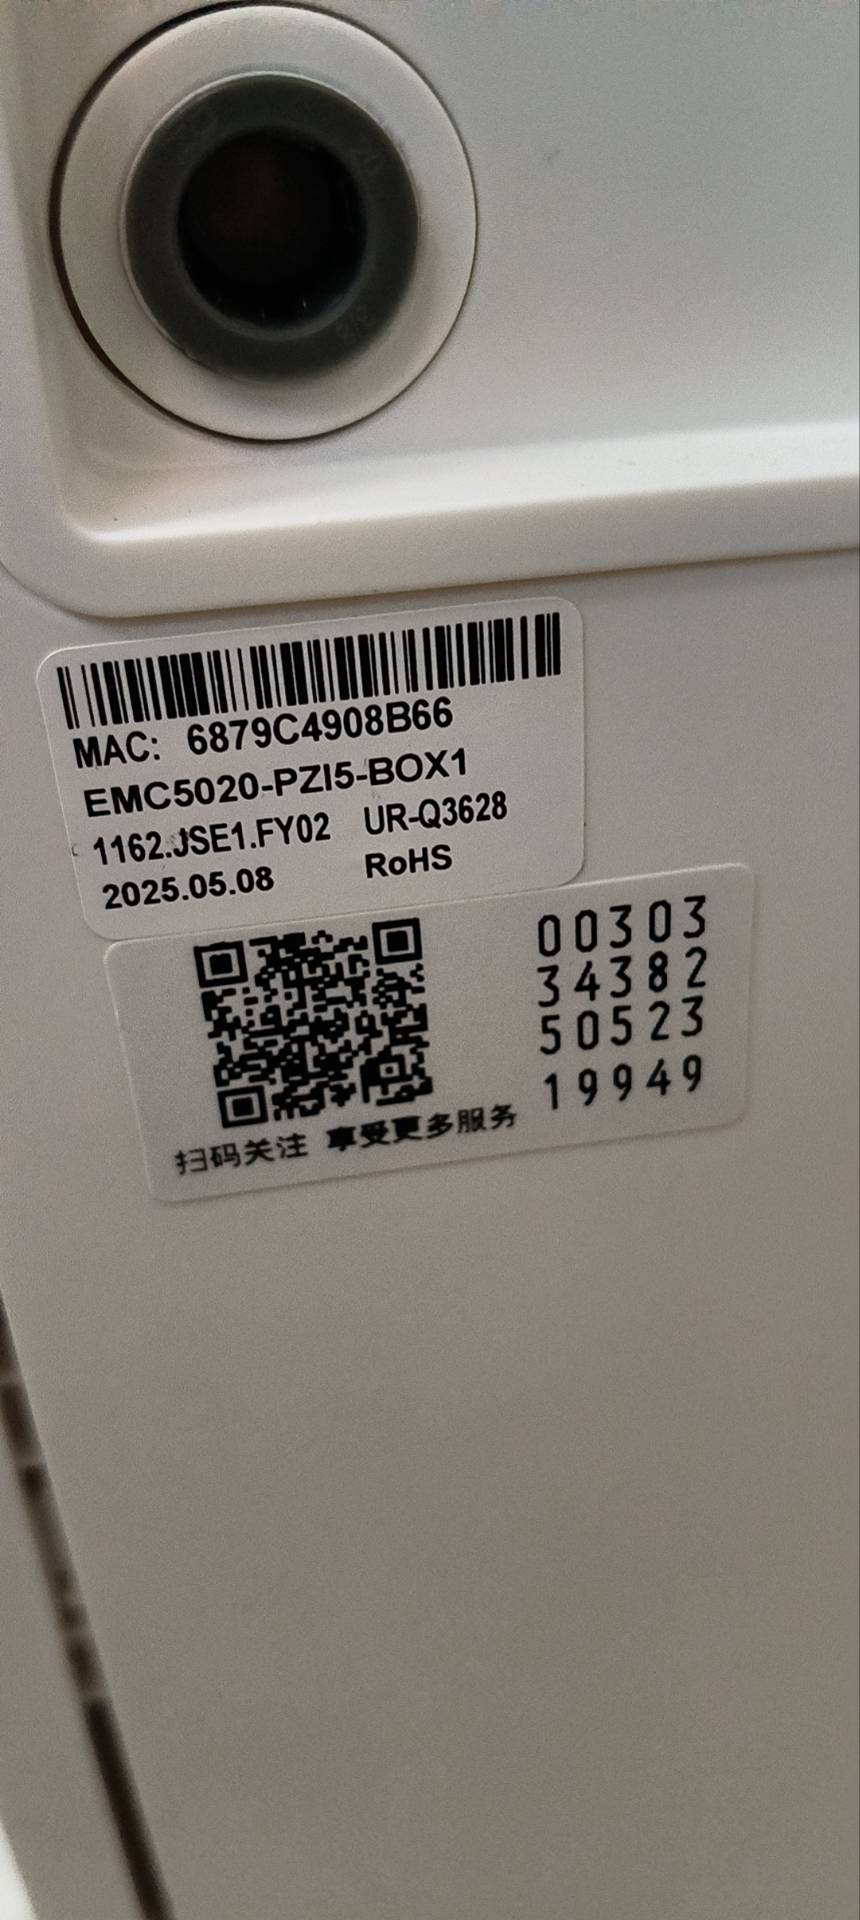 MAC: 6879C4908B66
EMC5020-PZI5-BOX1
1162.JSE1.FY02 UR-Q3628
2025.05.08 RoHS
00303
34382
50523
19949
扫码关注 享受更多服务